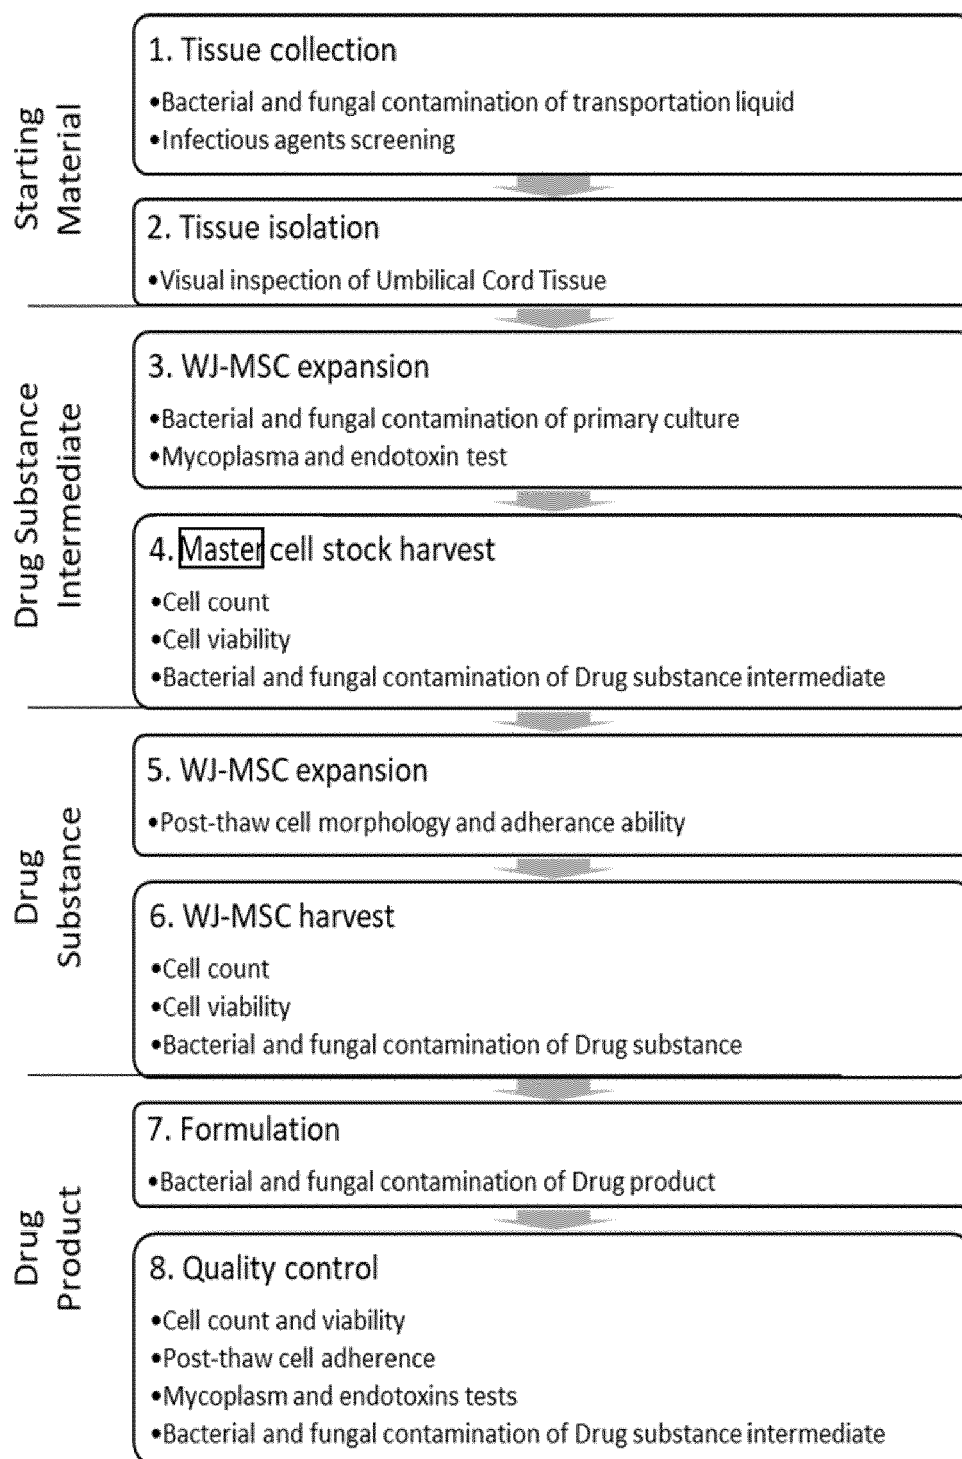 Starting
Material
1. Tissue collection
•Bacterial and fungal contamination of transportation liquid
•Infectious agents screening
2. Tissue isolation
•Visual inspection of Umbilical Cord Tissue
Drug Substance
Intermediate
3. WJ-MSC expansion
•Bacterial and fungal contamination of primary culture
•Mycoplasma and endotoxin test
4. Master cell stock harvest
•Cell count
•Cell viability
•Bacterial and fungal contamination of Drug substance intermediate
Drug
Substance
5. WJ-MSC expansion
•Post-thaw cell morphology and adherance ability
6. WJ-MSC harvest
•Cell count
•Cell viability
•Bacterial and fungal contamination of Drug substance
Drug
Product
7. Formulation
•Bacterial and fungal contamination of Drug product
8. Quality control
•Cell count and viability
•Post-thaw cell adherence
•Mycoplasm and endotoxins tests
•Bacterial and fungal contamination of Drug substance intermediate